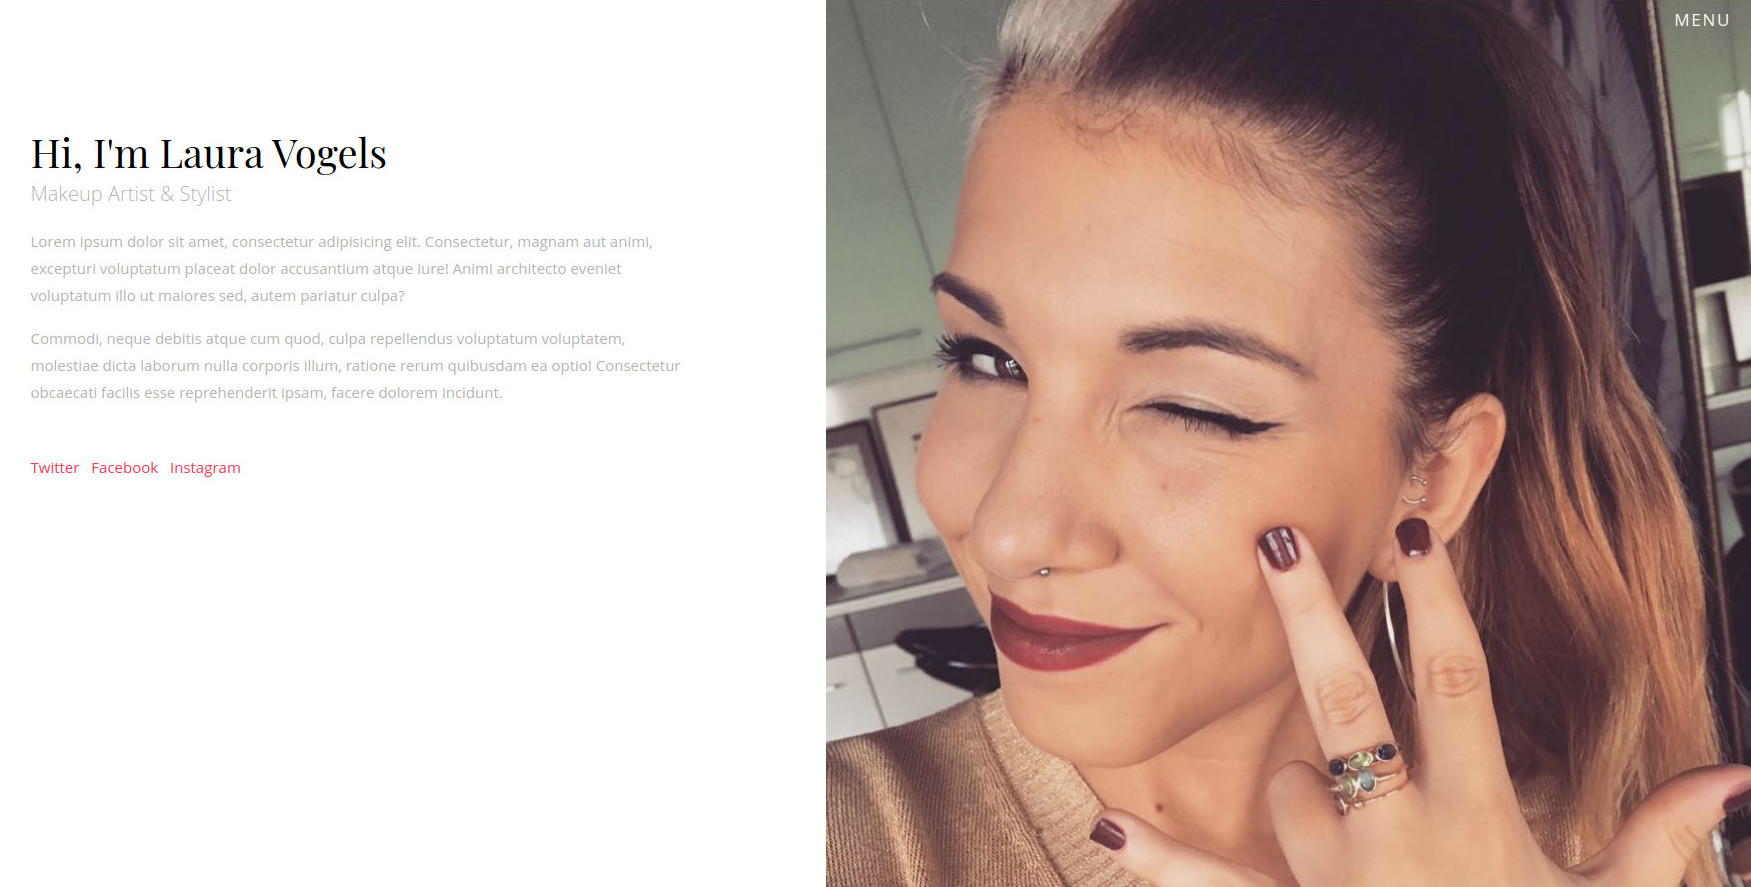 MENU
Hi, I'm Laura Vogels
Makeup Artist & Stylist
Lorem ipsum dolor sit amet, consectetur adipisicing elit. Consectetur, magnam aut animi,
excepturi voluptatum placeat dolor accusantium atque iure! Animi architecto eveniet
voluptatum illo ut maiores sed, autem pariatur culpa?
Commodi, neque debitis atque cum quod, culpa repellendus voluptatum voluptatem,
molestiae dicta laborum nulla corporis illum, ratione rerum quibusdam ea optio! Consectetur
obcaecati facilis esse reprehenderit ipsam, facere dolorem incidunt.
Twitter Facebook Instagram